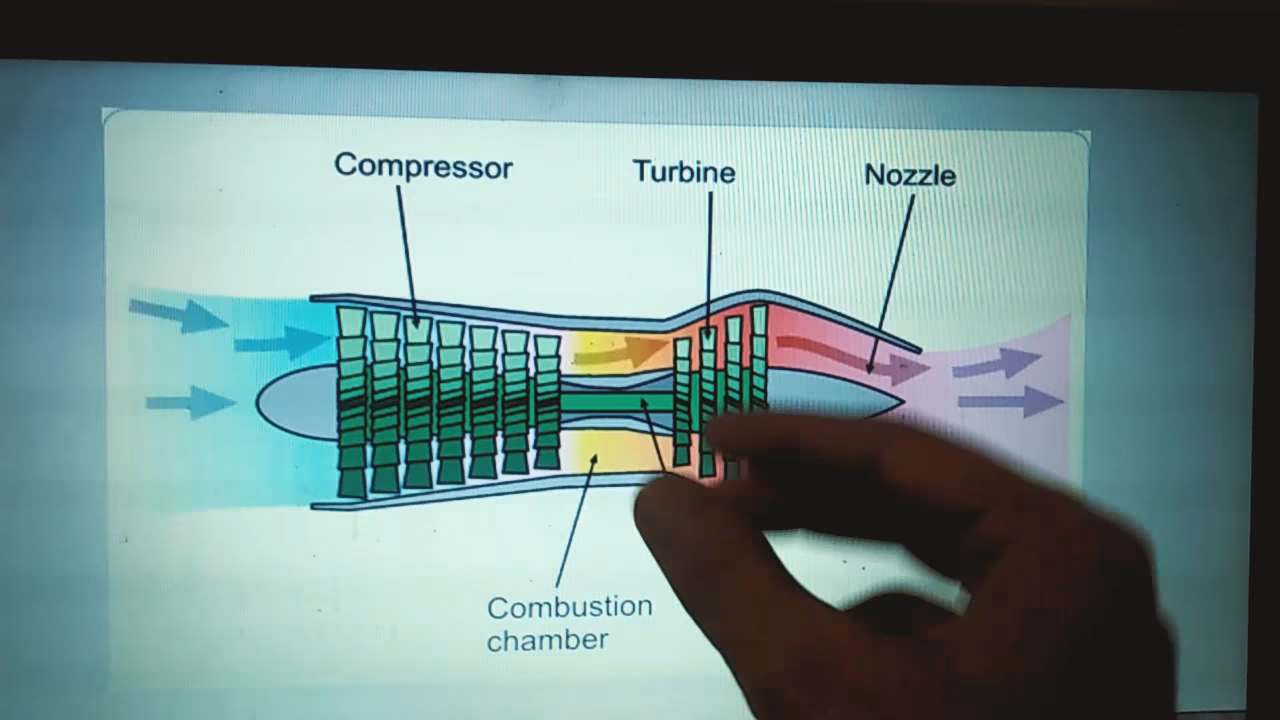 Compressor
Turbine
Nozzle
Combustion
chamber